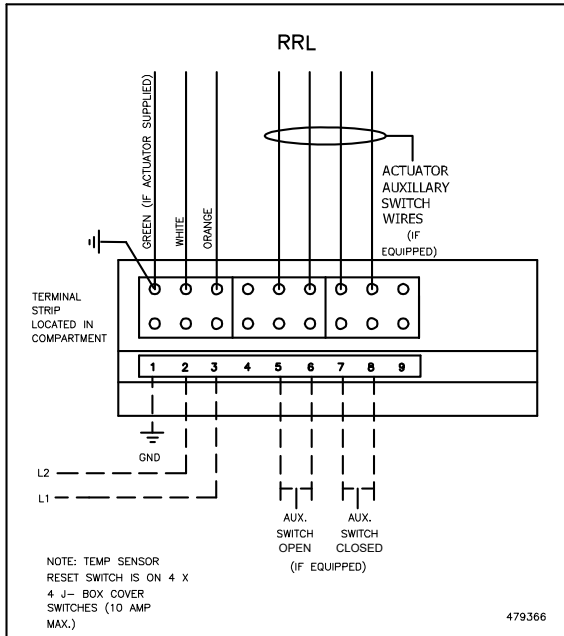 RRL
GREEN (IF ACTUATOR SUPPLIED)
WHITE
ORANGE
ACTUATOR
AUXILLARY
SWITCH
WIRES
(IF
EQUIPPED)
TERMINAL
STRIP
LOCATED IN
COMPARTMENT
1 2 3 4 5 6 7 8 9
GND
L2
L1
AUX.
SWITCH
OPEN
AUX.
SWITCH
CLOSED
(IF EQUIPPED)
NOTE: TEMP SENSOR
RESET SWITCH IS ON 4 X
4 J- BOX COVER
SWITCHES (10 AMP
MAX.)
479366